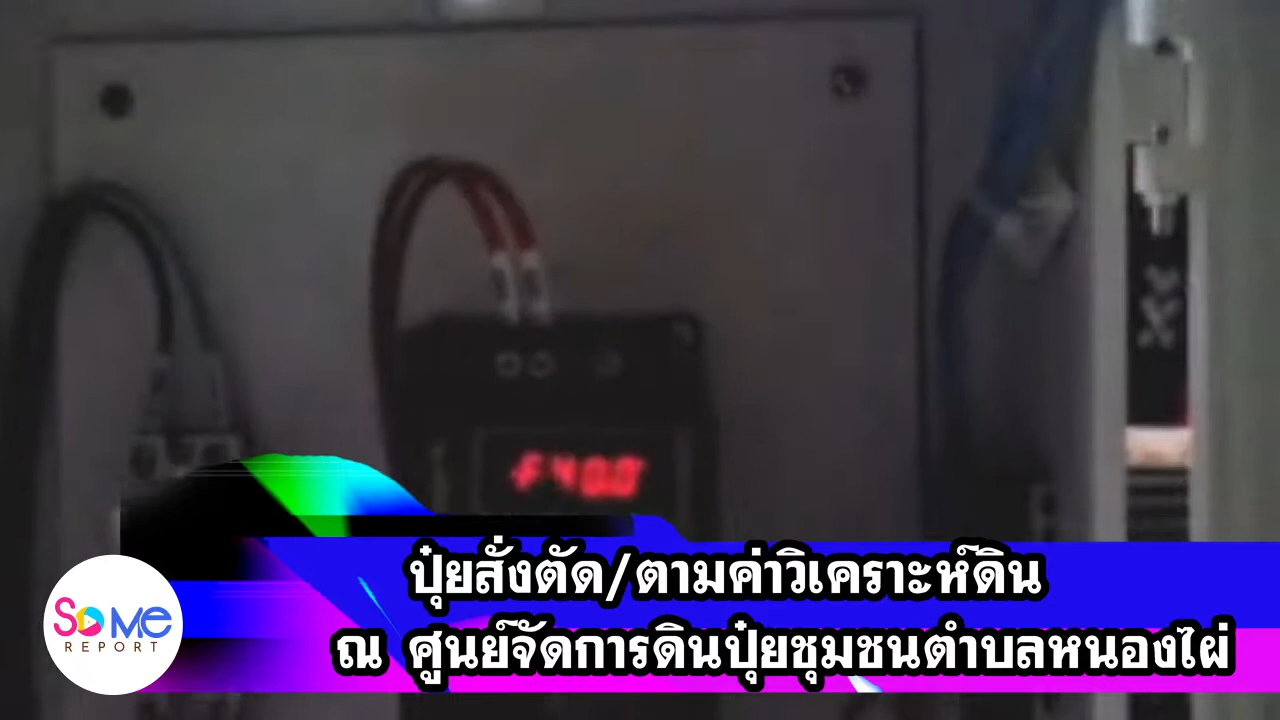 F40.0
ปุ๋ยสั่งตัด/ตามค่าวิเคราะห์ดิน
ณ ศูนย์จัดการดินปุ๋ยชุมชนตำบลหนองไผ่
SOME
REPORT